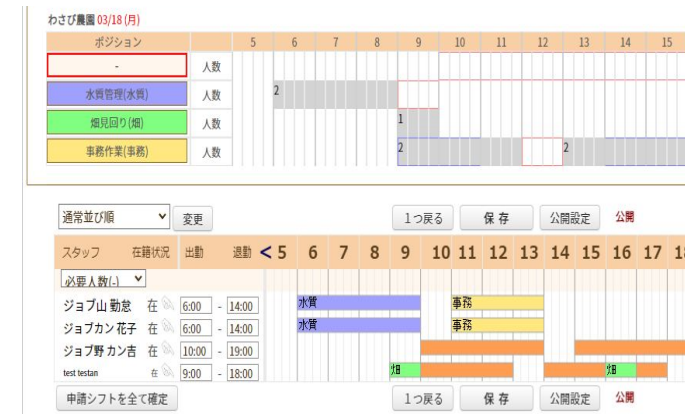 わさび農園 03/18 (月)
ポジション 5 6 7 8 9 10 11 12 13 14 15
- 人数
水質管理(水質) 人数 2
畑見回り(畑) 人数 1
事務作業(事務) 人数 2 2
通常並び順 変更 1つ戻る 保 存 公開設定 公開
スタッフ 在籍状況 出勤 退勤 < 5 6 7 8 9 10 11 12 13 14 15 16 17
必要人数(-)
ジョブ山 勤怠 在 6:00 - 14:00 水質 事務
ジョブカン 花子 在 6:00 - 14:00 水質 事務
ジョブ野 カン吉 在 10:00 - 19:00
test testan 在 9:00 - 18:00 畑 畑
申請シフトを全て確定 1つ戻る 保 存 公開設定 公開